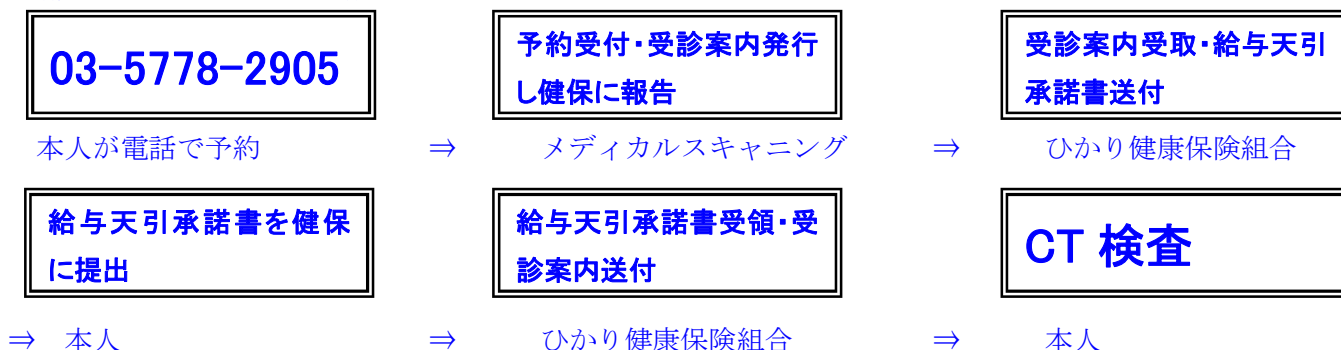 03-5778-2905
予約受付・受診案内発行
し健保に報告
受診案内受取・給与天引
承諾書送付
本人が電話で予約 ⇒ メディカルスキャニング ⇒ ひかり健康保険組合
給与天引承諾書を健保
に提出
給与天引承諾書受領・受
診案内送付
CT 検査
⇒ 本人 ⇒ ひかり健康保険組合 ⇒ 本人